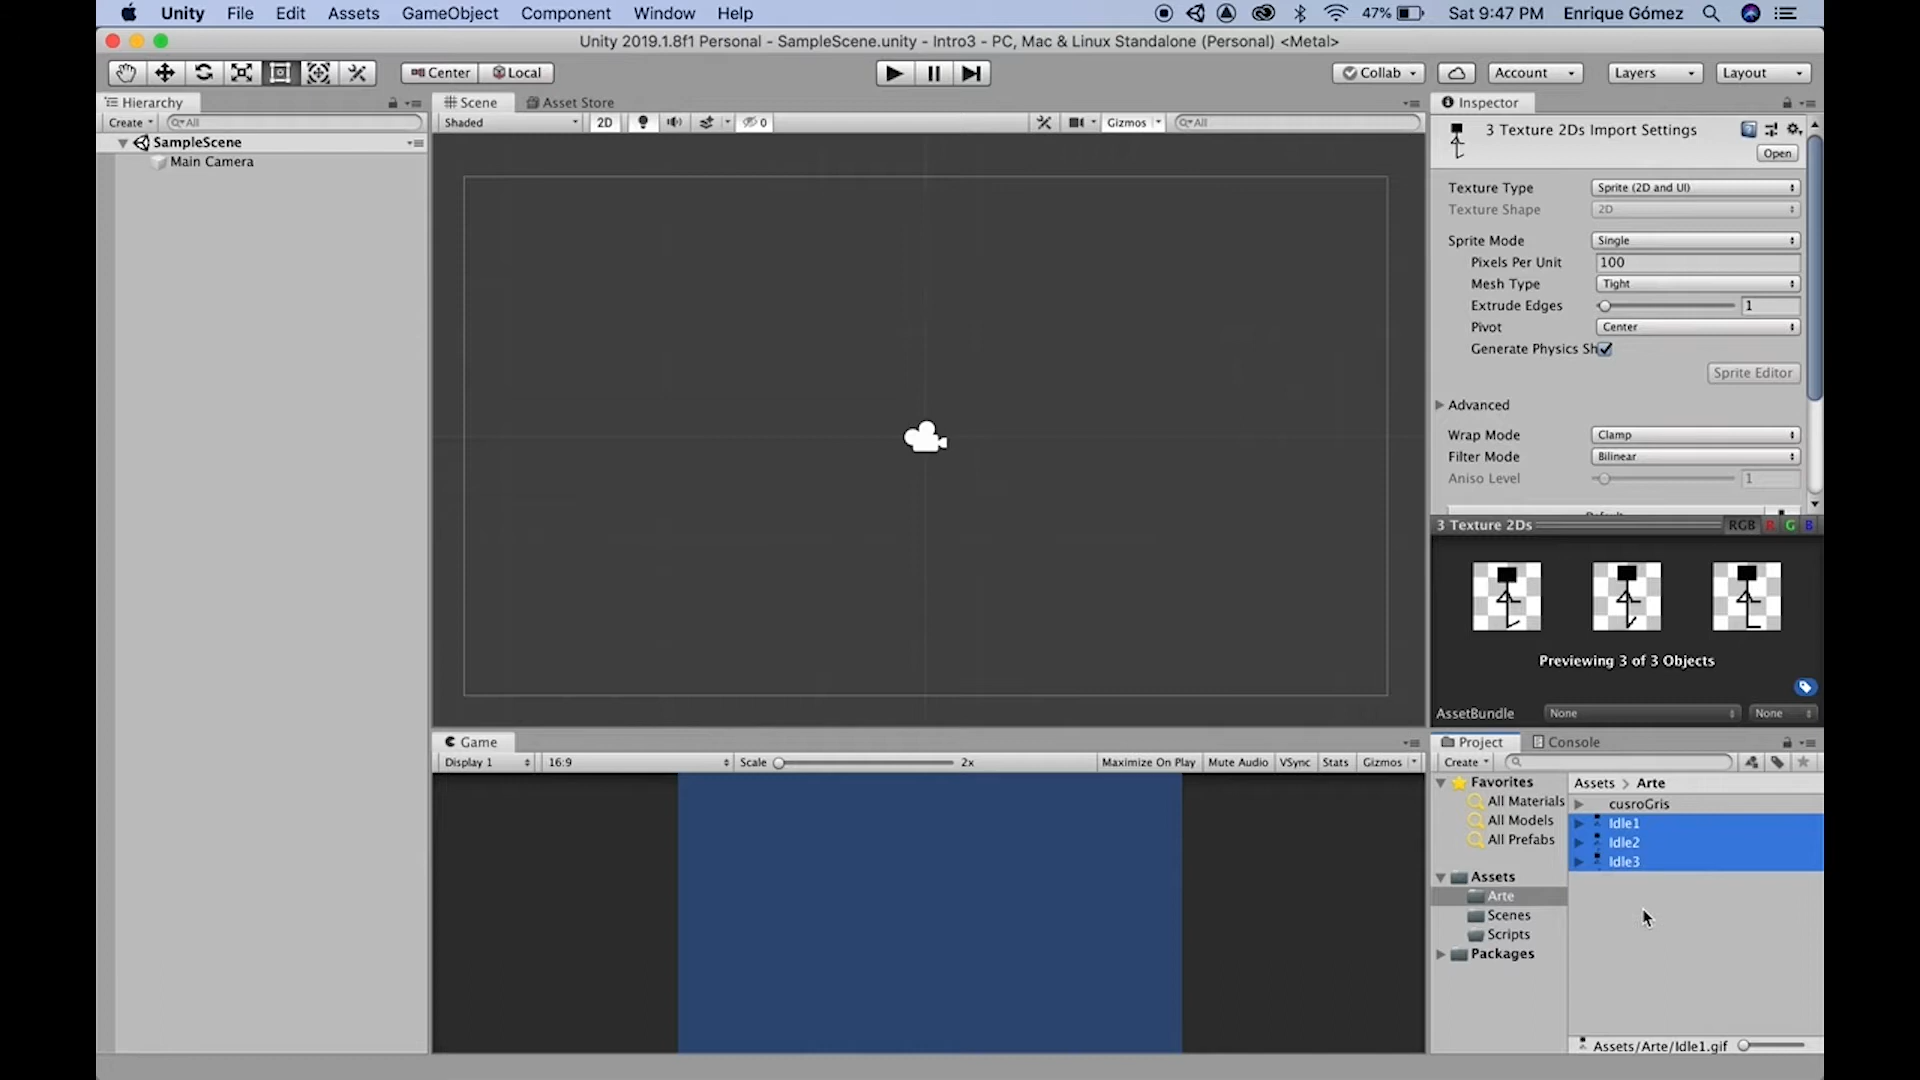 Unity File Edit Assets GameObject Component Window Help 47% Sat 9:47 PM Enrique Gómez
Unity 2019.1.8f1 Personal - SampleScene.unity - Intro3 - PC, Mac & Linux Standalone (Personal) <Metal>
Center Local Collab Account Layers Layout
Hierarchy
Create All
SampleScene
Main Camera
Scene Asset Store
Shaded 2D 0 Gizmos All
Inspector
3 Texture 2Ds Import Settings
Open
Texture Type Sprite (2D and UI)
Texture Shape 2D
Sprite Mode Single
Pixels Per Unit 100
Mesh Type Tight
Extrude Edges 1
Pivot Center
Generate Physics Sh
Sprite Editor
Advanced
Wrap Mode Clamp
Filter Mode Bilinear
Aniso Level 1
3 Texture 2Ds RGB R G B
Previewing 3 of 3 Objects
AssetBundle None None
Game
Display 1 16:9 Scale 2x Maximize On Play Mute Audio VSync Stats Gizmos
Project Console
Create
Favorites
All Materials
All Models
All Prefabs
Assets
Arte
Scenes
Scripts
Packages
Assets > Arte
cusroGris
Idle1
Idle2
Idle3
Assets/Arte/Idle1.gif